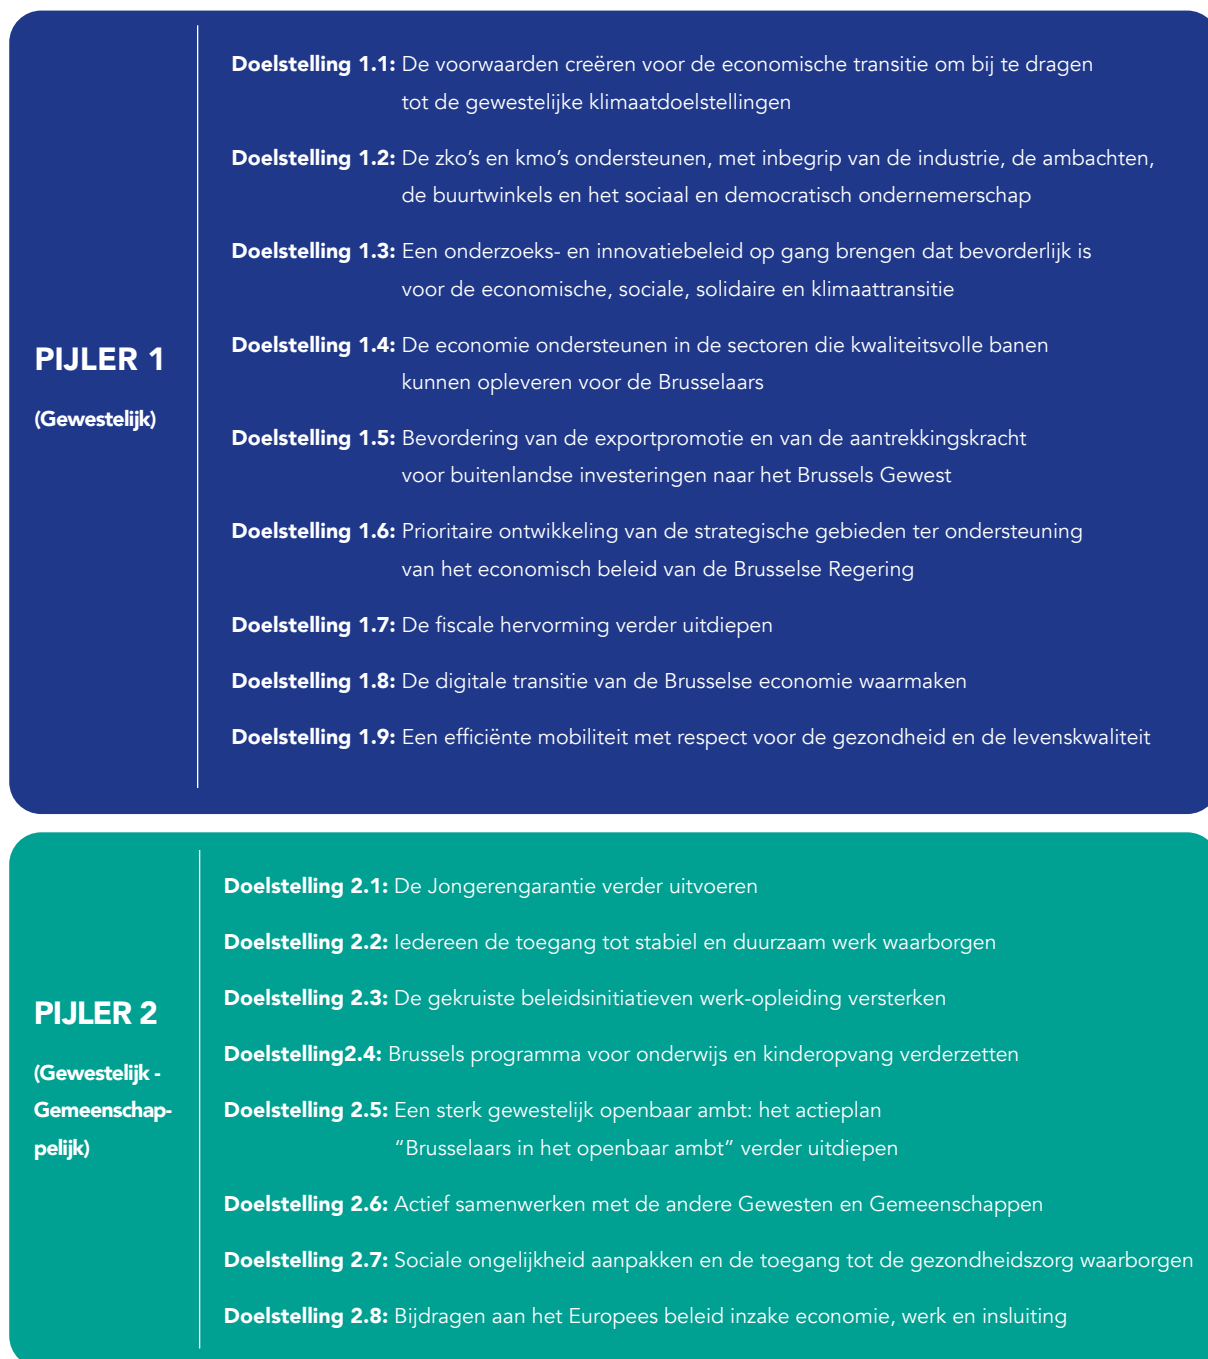 PIJLER 1
(Gewestelijk)
Doelstelling 1.1: De voorwaarden creëren voor de economische transitie om bij te dragen
tot de gewestelijke klimaatdoelstellingen
Doelstelling 1.2: De zko's en kmo's ondersteunen, met inbegrip van de industrie, de ambachten,
de buurtwinkels en het sociaal en democratisch ondernemerschap
Doelstelling 1.3: Een onderzoeks- en innovatiebeleid op gang brengen dat bevorderlijk is
voor de economische, sociale, solidaire en klimaattransitie
Doelstelling 1.4: De economie ondersteunen in de sectoren die kwaliteitsvolle banen
kunnen opleveren voor de Brusselaars
Doelstelling 1.5: Bevordering van de exportpromotie en van de aantrekkingskracht
voor buitenlandse investeringen naar het Brussels Gewest
Doelstelling 1.6: Prioritaire ontwikkeling van de strategische gebieden ter ondersteuning
van het economisch beleid van de Brusselse Regering
Doelstelling 1.7: De fiscale hervorming verder uitdiepen
Doelstelling 1.8: De digitale transitie van de Brusselse economie waarmaken
Doelstelling 1.9: Een efficiënte mobiliteit met respect voor de gezondheid en de levenskwaliteit
PIJLER 2
(Gewestelijk -
Gemeenschap-
pelijk)
Doelstelling 2.1: De Jongerengarantie verder uitvoeren
Doelstelling 2.2: Iedereen de toegang tot stabiel en duurzaam werk waarborgen
Doelstelling 2.3: De gekruiste beleidsinitiatieven werk-opleiding versterken
Doelstelling2.4: Brussels programma voor onderwijs en kinderopvang verderzetten
Doelstelling 2.5: Een sterk gewestelijk openbaar ambt: het actieplan
"Brusselaars in het openbaar ambt" verder uitdiepen
Doelstelling 2.6: Actief samenwerken met de andere Gewesten en Gemeenschappen
Doelstelling 2.7: Sociale ongelijkheid aanpakken en de toegang tot de gezondheidszorg waarborgen
Doelstelling 2.8: Bijdragen aan het Europees beleid inzake economie, werk en insluiting